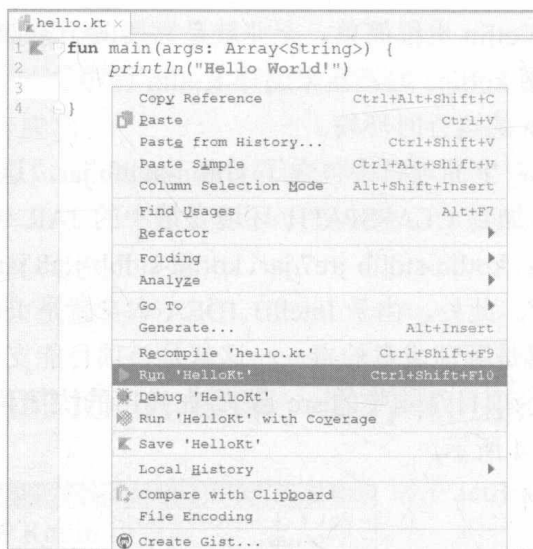 hello.kt ×
1 fun main(args: Array<String>) {
2 println("Hello World!")
3
4 }
Copy Reference Ctrl+Alt+Shift+C
Paste Ctrl+V
Paste from History... Ctrl+Shift+V
Paste Simple Ctrl+Alt+Shift+V
Column Selection Mode Alt+Shift+Insert
Find Usages Alt+F7
Refactor
Folding
Analyze
Go To
Generate... Alt+Insert
Recompile 'hello.kt' Ctrl+Shift+F9
Run 'HelloKt' Ctrl+Shift+F10
Debug 'HelloKt'
Run 'HelloKt' with Coverage
Save 'HelloKt'
Local History
Compare with Clipboard
File Encoding
Create Gist...